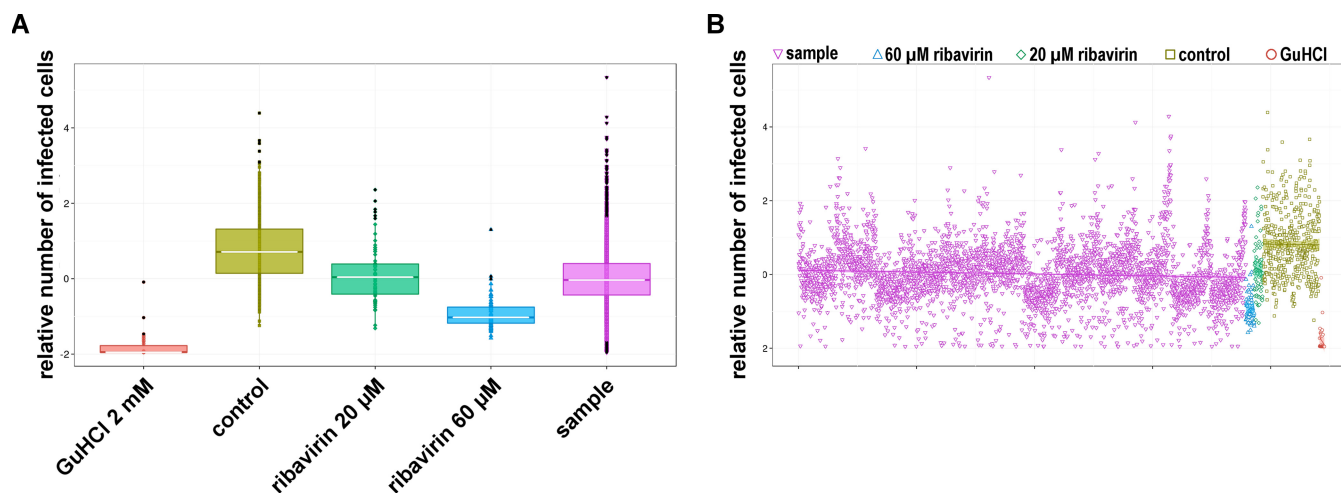 A
relative number of infected cells
4
2
0
-2
GuHCl 2 mM
control
ribavirin 20 µM
ribavirin 60 µM
sample
B
sample 60 µM ribavirin 20 µM ribavirin control GuHCl
relative number of infected cells
4
2
0
2